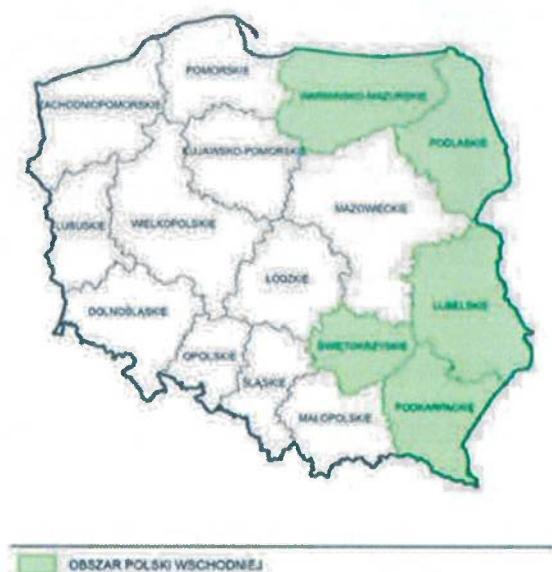 POMORSKIE
WARMIŃSKO-MAZURSKIE
ZACHODNIOPOMORSKIE
PODLASKIE
KUJAWSKO-POMORSKIE
MAZOWIECKIE
LUBUSKIE
WIELKOPOLSKIE
ŁÓDZKIE
LUBELSKIE
DOLNOŚLĄSKIE
ŚWIĘTOKRZYSKIE
OPOLSKIE
ŚLĄSKIE
PODKARPACKIE
MAŁOPOLSKIE
OBSZAR POLSKI WSCHODNIEJ